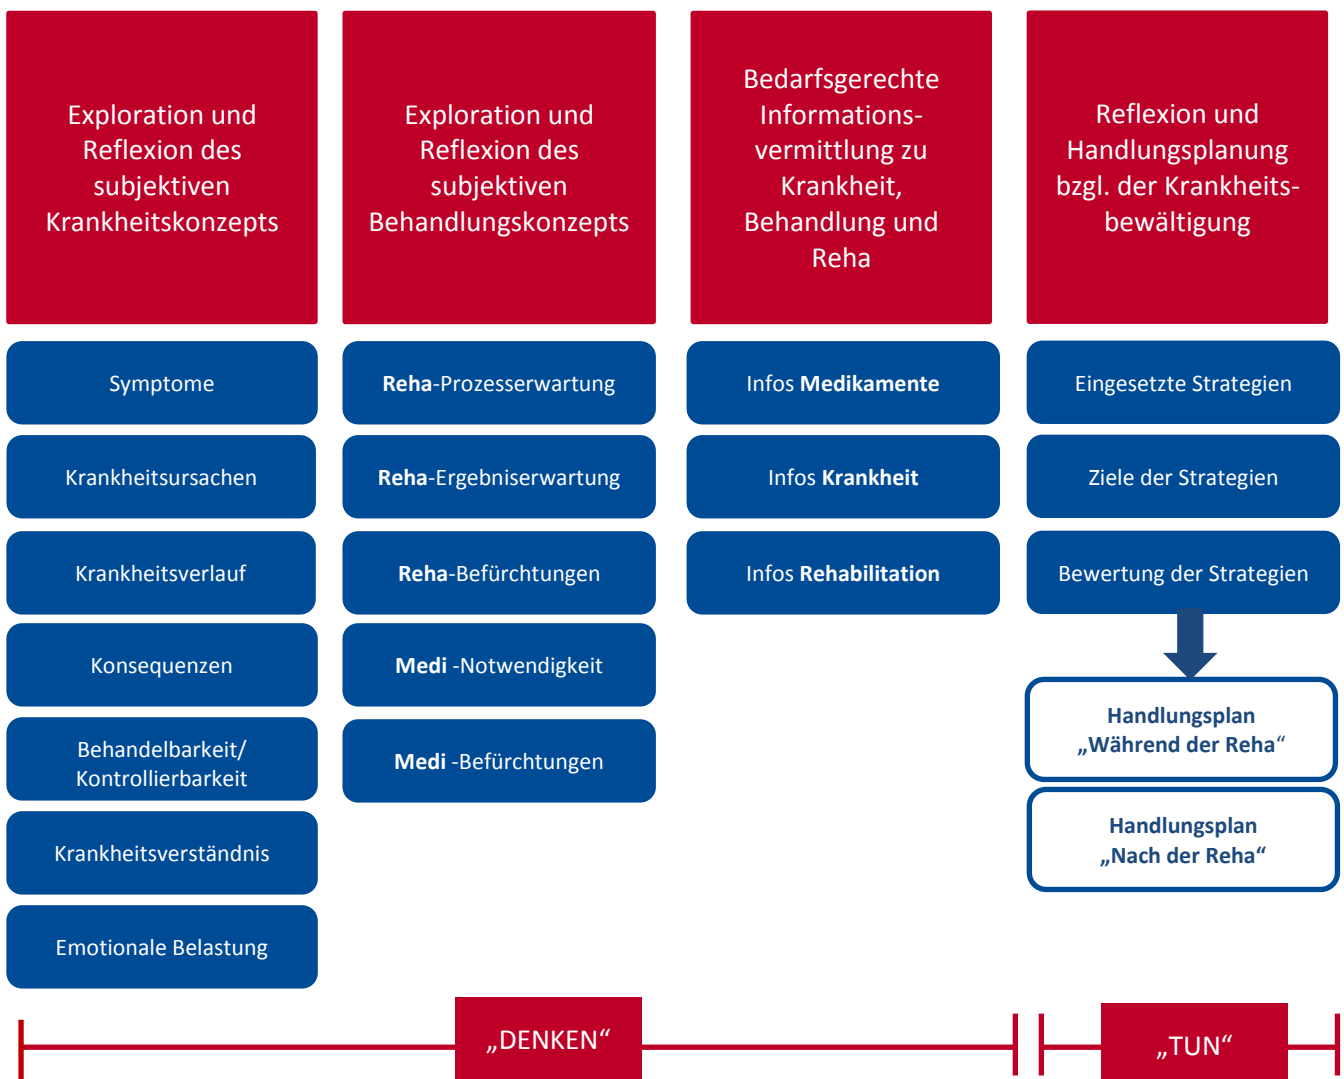 Exploration und
Reflexion des
subjektiven
Krankheitskonzepts
Symptome
Krankheitsursachen
Krankheitsverlauf
Konsequenzen
Behandelbarkeit/
Kontrollierbarkeit
Krankheitsverständnis
Emotionale Belastung
Exploration und
Reflexion des
subjektiven
Behandlungskonzepts
Reha-Prozesserwartung
Reha-Ergebniserwartung
Reha-Befürchtungen
Medi -Notwendigkeit
Medi -Befürchtungen
Bedarfsgerechte
Informations-
vermittlung zu
Krankheit,
Behandlung und
Reha
Infos Medikamente
Infos Krankheit
Infos Rehabilitation
Reflexion und
Handlungsplanung
bzgl. der Krankheits-
bewältigung
Eingesetzte Strategien
Ziele der Strategien
Bewertung der Strategien
Handlungsplan
„Während der Reha“
Handlungsplan
„Nach der Reha“
„DENKEN“
„TUN“